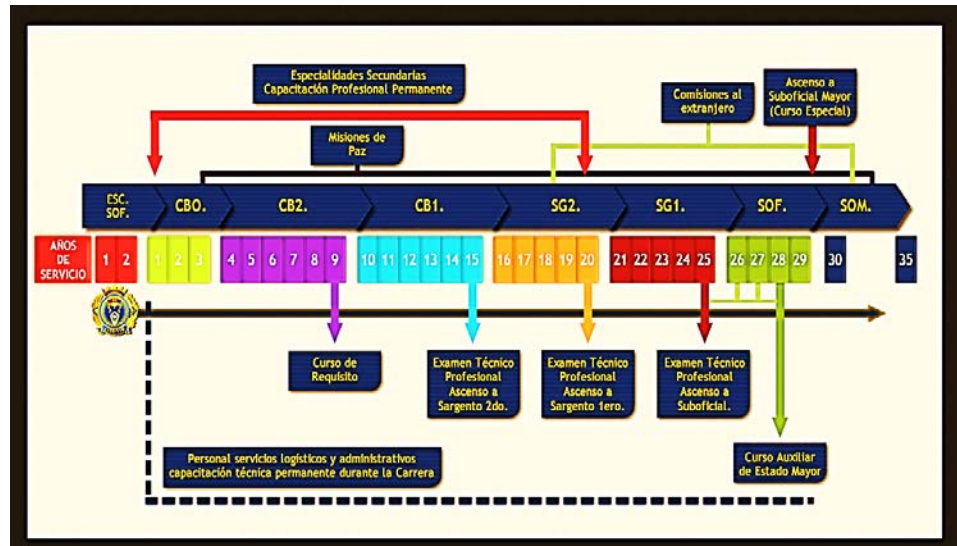 Especialidades Secundarias
Capacitación Profesional Permanente
Comisiones al
extranjero
Ascenso a
Suboficial Mayor
(Curso Especial)
Misiones de
Paz
ESC.
SOF.
CBO.
CB2.
CB1.
SG2.
SG1.
SOF.
SOM.
AÑOS
DE
SERVICIO
1 2
1 2 3
4 5 6 7 8 9
10 11 12 13 14 15
16 17 18 19 20
21 22 23 24 25
26 27 28 29
30
35
Curso de
Requisito
Examen Técnico
Profesional
Ascenso a
Sargento 2do.
Examen Técnico
Profesional
Ascenso a
Sargento 1ero.
Examen Técnico
Profesional
Ascenso a
Suboficial.
Curso Auxiliar
de Estado Mayor
Personal servicios logísticos y administrativos
capacitación técnica permanente durante la Carrera